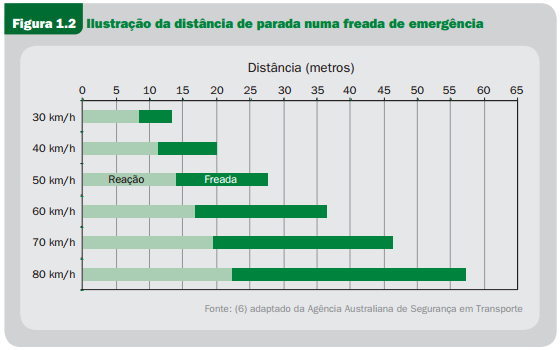 Figura 1.2 Ilustração da distância de parada numa freada de emergência
Distância (metros)
0 5 10 15 20 25 30 35 40 45 50 55 60 65
30 km/h
40 km/h
50 km/h Reação Freada
60 km/h
70 km/h
80 km/h
Fonte: (6) adaptado da Agência Australiana de Segurança em Transporte